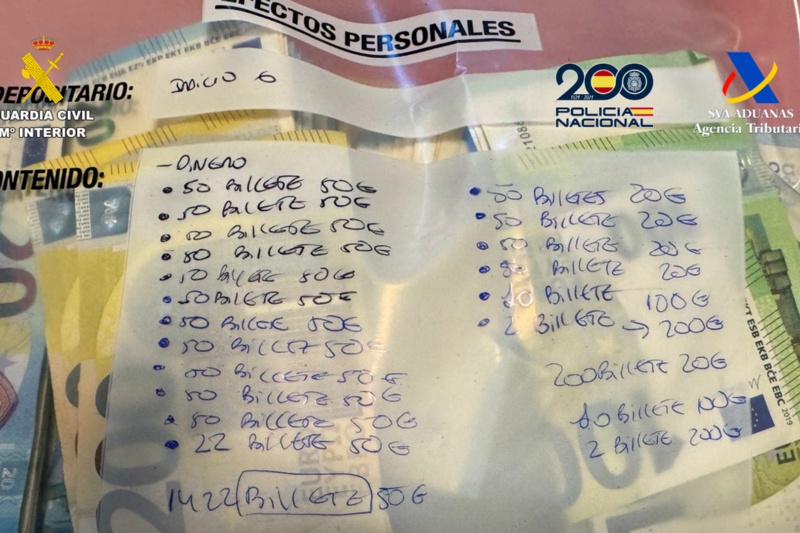 EFECTOS PERSONALES
DEPOSITARIO:
INDICIO 6
GUARDIA CIVIL
Mº INTERIOR
200
POLICÍA
NACIONAL
SVA ADUANAS
Agencia Tributaria
CONTENIDO:
- DINERO
• 50 BILLETE 50€
• 50 BILLETE 50€
• 50 BILLETE 50€
• 50 BILLETE 50€
• 50 BILLETE 50€
• 50 BILLETE 50€
• 50 BILLETE 50€
• 50 BILLETE 50€
• 50 BILLETE 50€
• 50 BILLETE 50€
• 50 BILLETE 50€
• 22 BILLETE 50€
1422 BILLETE 50€
• 50 BILLETES 20€
• 50 BILLETE 20€
• 50 BILLETE 20€
• 50 BILLETE 20€
• BILLETE 100€
• 2 BILLETE → 200€
200 BILLETE 20€
BILLETE 100€
2 BILLETE 200€